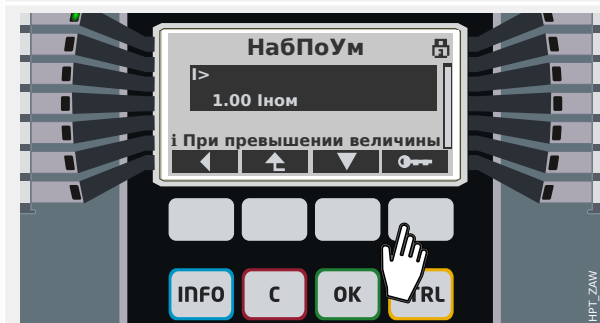 НабПоУм
I>
1.00 Iном
i При превышении величины
INFO C OK CTRL
HPT_ZAW